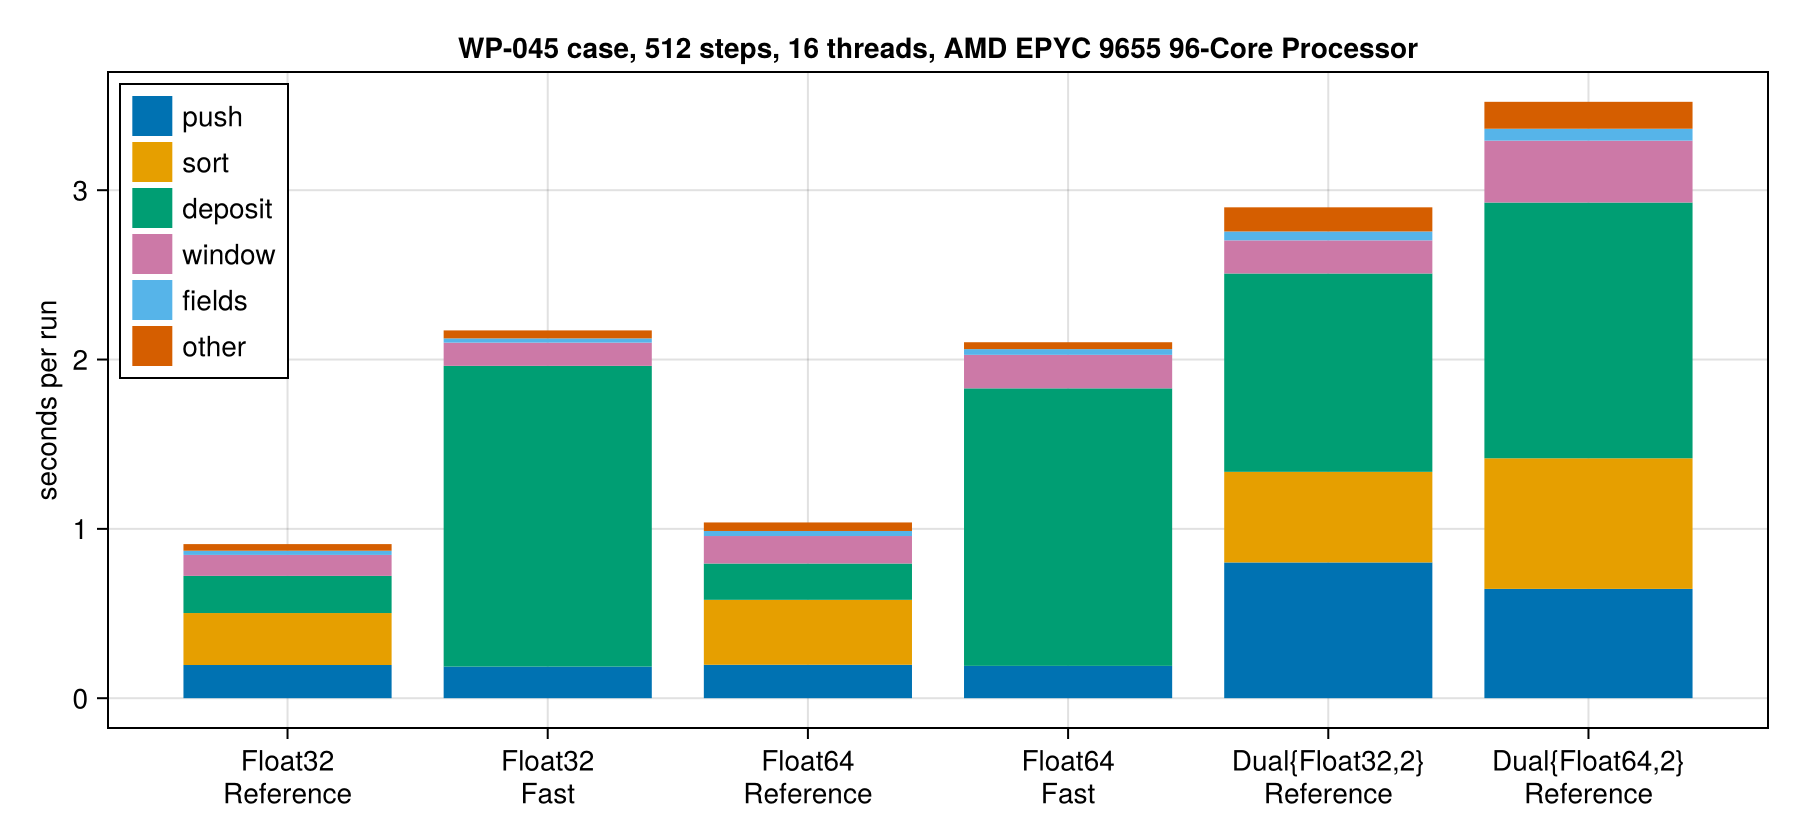 WP-045 case, 512 steps, 16 threads, AMD EPYC 9655 96-Core Processor
push
sort
deposit
window
fields
other
seconds per run
3
2
1
0
Float32
Reference
Float32
Fast
Float64
Reference
Float64
Fast
Dual{Float32,2}
Reference
Dual{Float64,2}
Reference